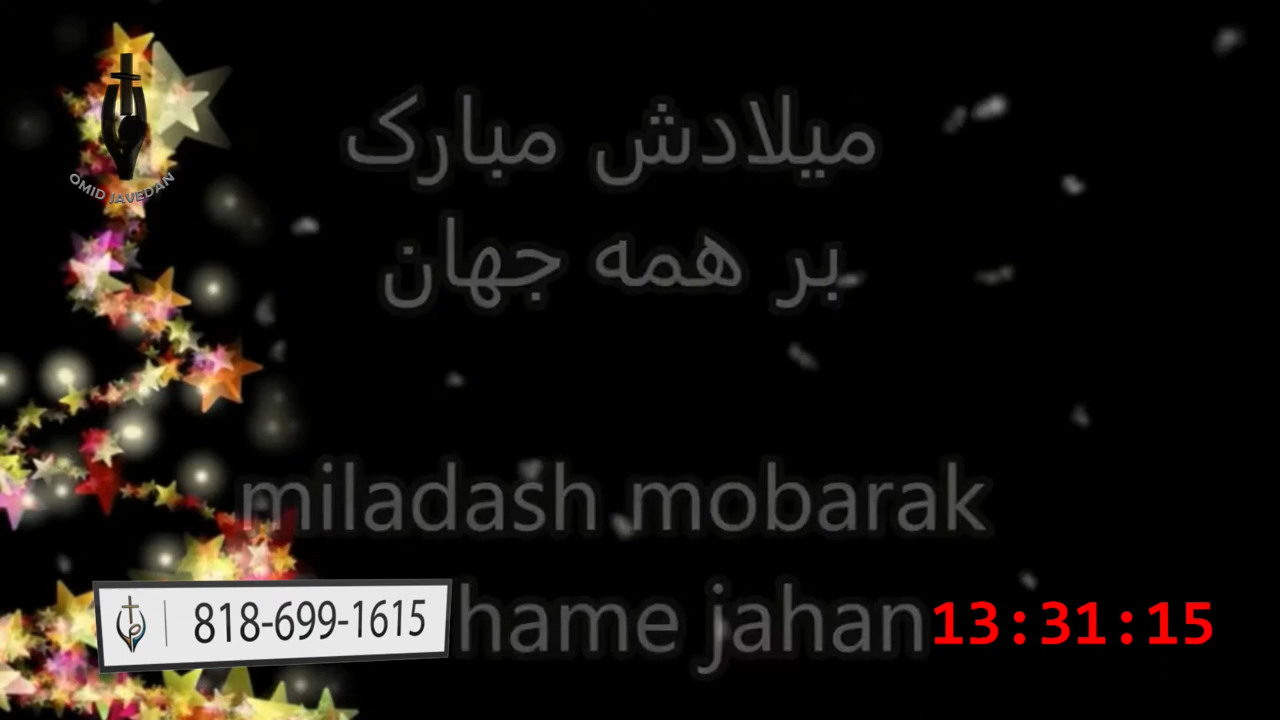 OMID JAVEDAN
میلادش مبارک
بر همه جهان
miladash mobarak
hame jahan
818-699-1615
13:31:15